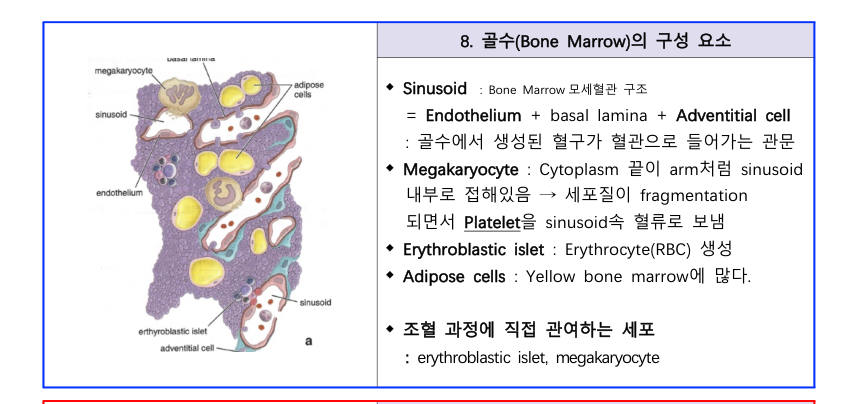 basal lamina
megakaryocyte
adipose
cells
sinusoid
endothelium
sinusoid
erthyroblastic islet
a
adventitial cell
8. 골수(Bone Marrow)의 구성 요소
◆ Sinusoid : Bone Marrow 모세혈관 구조
= Endothelium + basal lamina + Adventitial cell
: 골수에서 생성된 혈구가 혈관으로 들어가는 관문
◆ Megakaryocyte : Cytoplasm 끝이 arm처럼 sinusoid
내부로 접해있음 → 세포질이 fragmentation
되면서 Platelet을 sinusoid속 혈류로 보냄
◆ Erythroblastic islet : Erythrocyte(RBC) 생성
◆ Adipose cells : Yellow bone marrow에 많다.
◆ 조혈 과정에 직접 관여하는 세포
: erythroblastic islet, megakaryocyte